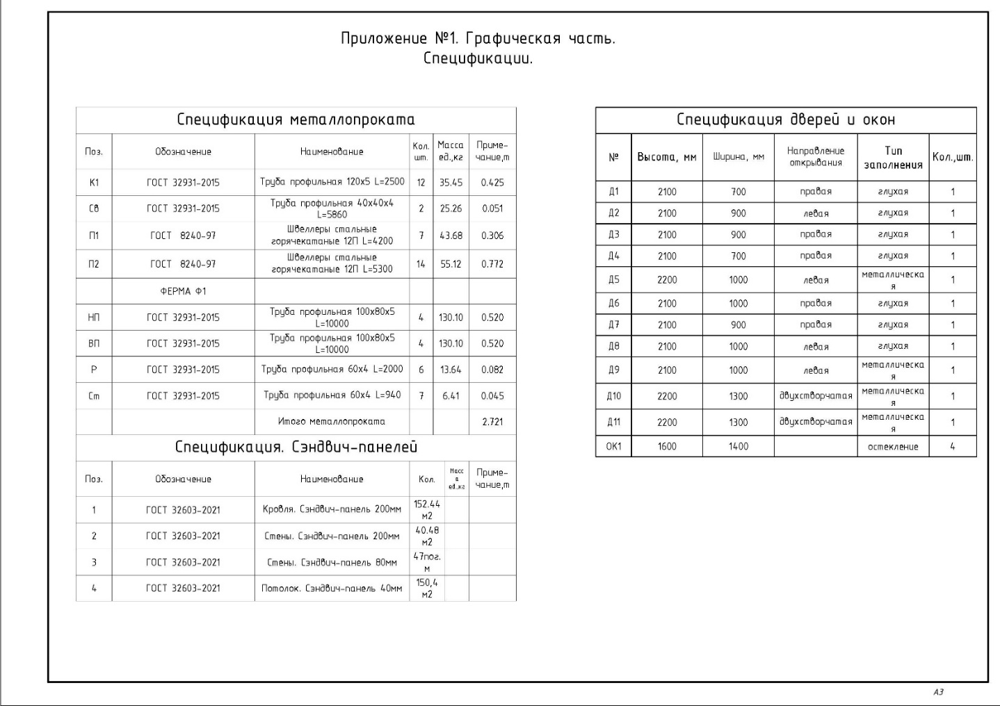 Приложение №1. Графическая часть.
Спецификации.
Спецификация металлопроката
Поз. Обозначение Наименование Кол. шт. Масса ед.,кг Приме-чание,т
К1 ГОСТ 32931-2015 Труба профильная 120х5 L=2500 12 35.45 0.425
Св ГОСТ 32931-2015 Труба профильная 40х40х4 L=5860 2 25.26 0.051
П1 ГОСТ 8240-97 Швеллеры стальные горячекатаные 12П L=4200 7 43.68 0.306
П2 ГОСТ 8240-97 Швеллеры стальные горячекатаные 12П L=5300 14 55.12 0.772
ФЕРМА Ф1
НП ГОСТ 32931-2015 Труба профильная 100х80х5 L=10000 4 130.10 0.520
ВП ГОСТ 32931-2015 Труба профильная 100х80х5 L=10000 4 130.10 0.520
Р ГОСТ 32931-2015 Труба профильная 60х4 L=2000 6 13.64 0.082
Ст ГОСТ 32931-2015 Труба профильная 60х4 L=940 7 6.41 0.045
Итого металлопроката 2.721
Спецификация. Сэндвич-панелей
Поз. Обозначение Наименование Кол. Масса ед.,кг Приме-чание,т
1 ГОСТ 32603-2021 Кровля. Сэндвич-панель 200мм 152.44 м2
2 ГОСТ 32603-2021 Стены. Сэндвич-панель 200мм 40.48 м2
3 ГОСТ 32603-2021 Стены. Сэндвич-панель 80мм 47пог. м
4 ГОСТ 32603-2021 Потолок. Сэндвич-панель 40мм 150,4 м2
Спецификация дверей и окон
№ Высота, мм Ширина, мм Направление открывания Тип заполнения Кол.,шт.
Д1 2100 700 правая глухая 1
Д2 2100 900 левая глухая 1
Д3 2100 900 правая глухая 1
Д4 2100 700 правая глухая 1
Д5 2200 1000 левая металлическая 1
Д6 2100 1000 правая глухая 1
Д7 2100 900 правая глухая 1
Д8 2100 1000 левая глухая 1
Д9 2100 1000 левая металлическая 1
Д10 2200 1300 двухстворчатая металлическая 1
Д11 2200 1300 двухстворчатая металлическая 1
ОК1 1600 1400 остекление 4
А3